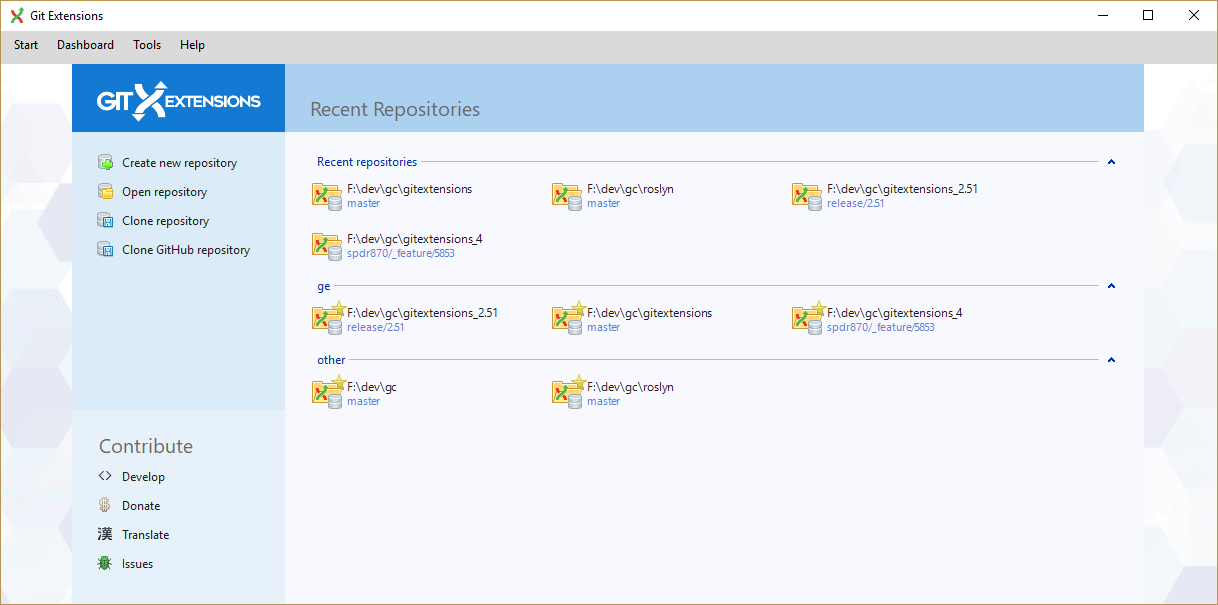 Git Extensions
Start Dashboard Tools Help
GIT EXTENSIONS
Recent Repositories
Create new repository
Open repository
Clone repository
Clone GitHub repository
Recent repositories
F:\dev\gc\gitextensions
master
F:\dev\gc\roslyn
master
F:\dev\gc\gitextensions_2.51
release/2.51
F:\dev\gc\gitextensions_4
spdr870/_feature/5853
ge
F:\dev\gc\gitextensions_2.51
release/2.51
F:\dev\gc\gitextensions
master
F:\dev\gc\gitextensions_4
spdr870/_feature/5853
other
F:\dev\gc
master
F:\dev\gc\roslyn
master
Contribute
Develop
Donate
漢 Translate
Issues